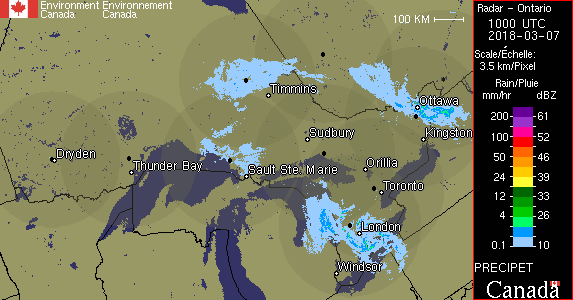 Environment Environnement
Canada Canada
100 KM
Timmins
Ottawa
Sudbury
Kingston
Dryden
Thunder Bay
Sault Ste. Marie
Orillia
Toronto
London
Windsor
Radar - Ontario
1000 UTC
2018-03-07
Scale/Échelle:
3.5 km/Pixel
Rain/Pluie
mm/hr dBZ
200 61
100 56
50 46
24 39
12 33
4 26
0.1 10
PRECIPET
Canada